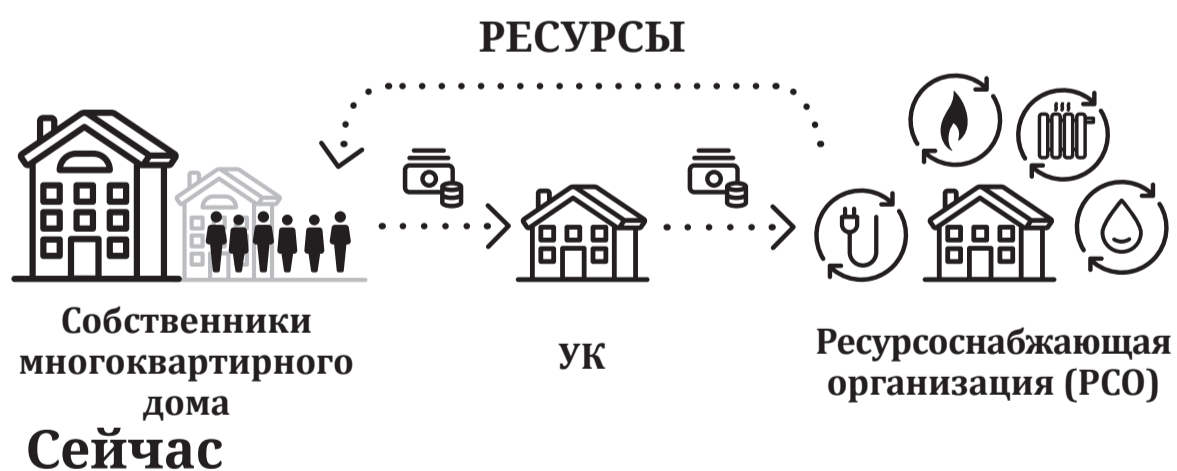 РЕСУРСЫ
Собственники
многоквартирного
дома
УК
Ресурсоснабжающая
организация (РСО)
Сейчас